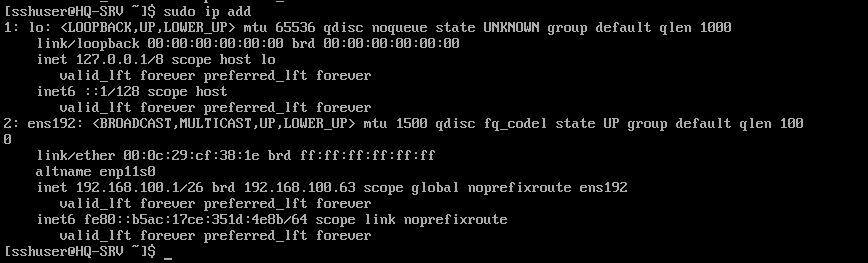 [sshuser@HQ-SRV ~]$ sudo ip add
1: lo: <LOOPBACK,UP,LOWER_UP> mtu 65536 qdisc noqueue state UNKNOWN group default qlen 1000
    link/loopback 00:00:00:00:00:00 brd 00:00:00:00:00:00
    inet 127.0.0.1/8 scope host lo
       valid_lft forever preferred_lft forever
    inet6 ::1/128 scope host
       valid_lft forever preferred_lft forever
2: ens192: <BROADCAST,MULTICAST,UP,LOWER_UP> mtu 1500 qdisc fq_codel state UP group default qlen 100
0
    link/ether 00:0c:29:cf:38:1e brd ff:ff:ff:ff:ff:ff
    altname enp11s0
    inet 192.168.100.1/26 brd 192.168.100.63 scope global noprefixroute ens192
       valid_lft forever preferred_lft forever
    inet6 fe80::b5ac:17ce:351d:4e8b/64 scope link noprefixroute
       valid_lft forever preferred_lft forever
[sshuser@HQ-SRV ~]$ _